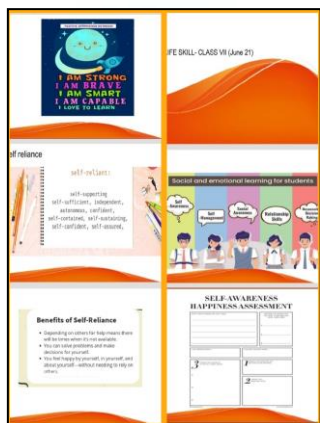 I AM STRONG
I AM BRAVE
I AM SMART
I AM CAPABLE
I LOVE TO LEARN
IFE SKILL- CLASS VII (June 21)
elf reliance
self-reliant:
self-supporting
self-sufficient, independent,
autonomous, confident,
self-contained, self-sustaining,
self-confident, self-assured,
Social and emotional learning for students
Self
Awareness
Self
Management
Social
Awareness
Relationship
Skills
Benefits of Self-Reliance
Depending on others for help means there
will be times when it's not available.
You can solve problems and make
decisions for yourself.
You feel happy by yourself, in yourself, and
about yourself – without needing to rely on
others.
SELF-AWARENESS
HAPPINESS ASSESSMENT
3
1
2